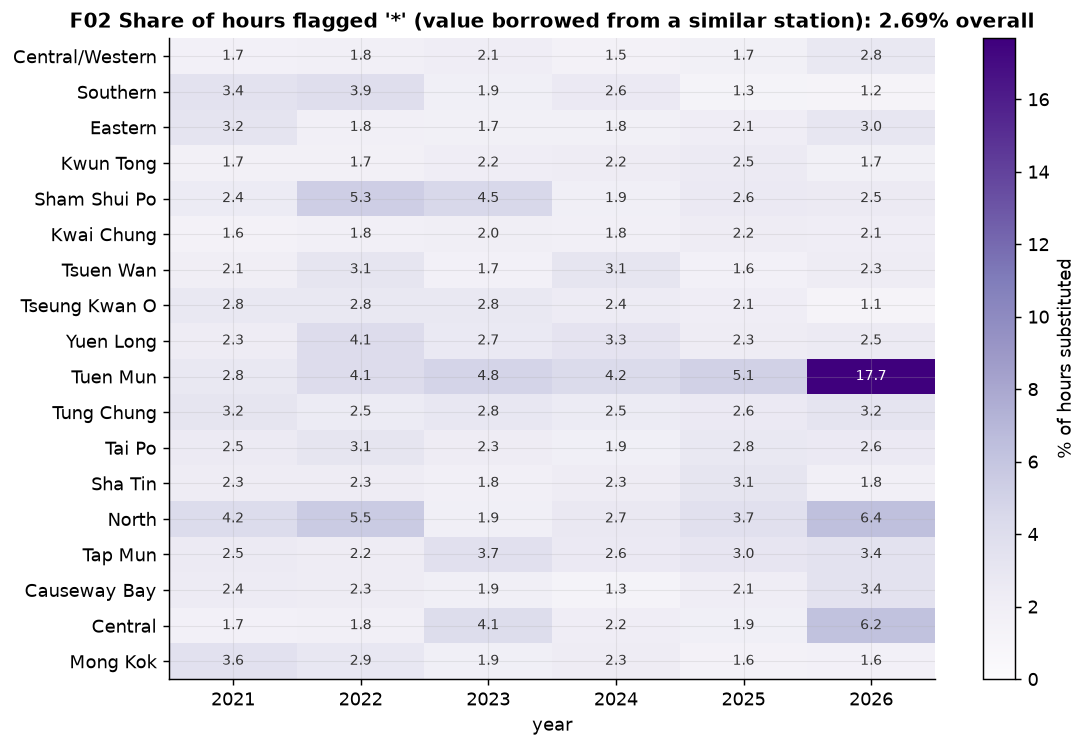 F02 Share of hours flagged '*' (value borrowed from a similar station): 2.69% overall
Central/Western 1.7 1.8 2.1 1.5 1.7 2.8
Southern 3.4 3.9 1.9 2.6 1.3 1.2
Eastern 3.2 1.8 1.7 1.8 2.1 3.0
Kwun Tong 1.7 1.7 2.2 2.2 2.5 1.7
Sham Shui Po 2.4 5.3 4.5 1.9 2.6 2.5
Kwai Chung 1.6 1.8 2.0 1.8 2.2 2.1
Tsuen Wan 2.1 3.1 1.7 3.1 1.6 2.3
Tseung Kwan O 2.8 2.8 2.8 2.4 2.1 1.1
Yuen Long 2.3 4.1 2.7 3.3 2.3 2.5
Tuen Mun 2.8 4.1 4.8 4.2 5.1 17.7
Tung Chung 3.2 2.5 2.8 2.5 2.6 3.2
Tai Po 2.5 3.1 2.3 1.9 2.8 2.6
Sha Tin 2.3 2.3 1.8 2.3 3.1 1.8
North 4.2 5.5 1.9 2.7 3.7 6.4
Tap Mun 2.5 2.2 3.7 2.6 3.0 3.4
Causeway Bay 2.4 2.3 1.9 1.3 2.1 3.4
Central 1.7 1.8 4.1 2.2 1.9 6.2
Mong Kok 3.6 2.9 1.9 2.3 1.6 1.6
2021 2022 2023 2024 2025 2026
year
16
14
12
10
8
6
4
2
0
% of hours substituted